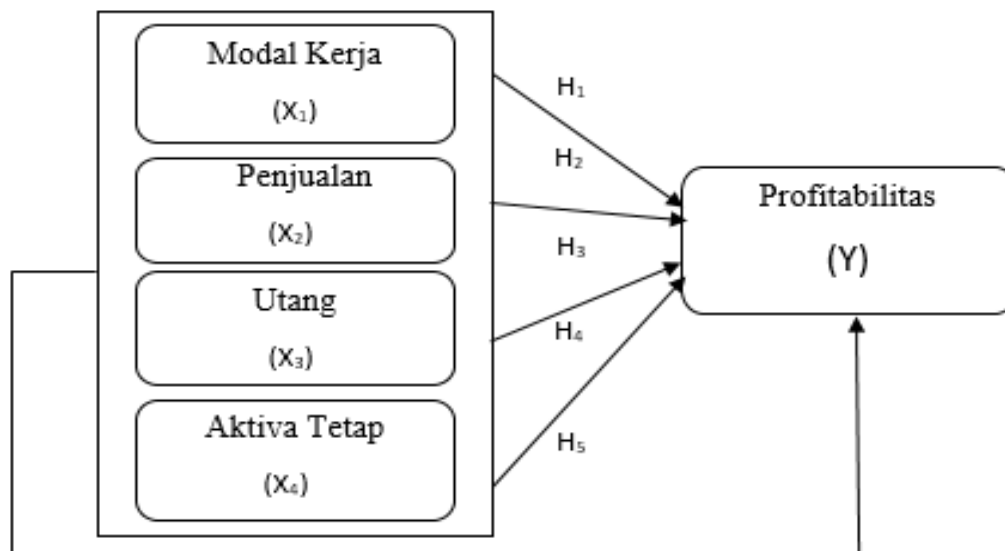 Modal Kerja
(X₁)
Penjualan
(X₂)
Utang
(X₃)
Aktiva Tetap
(X₄)
H₁
H₂
H₃
H₄
H₅
Profitabilitas
(Y)